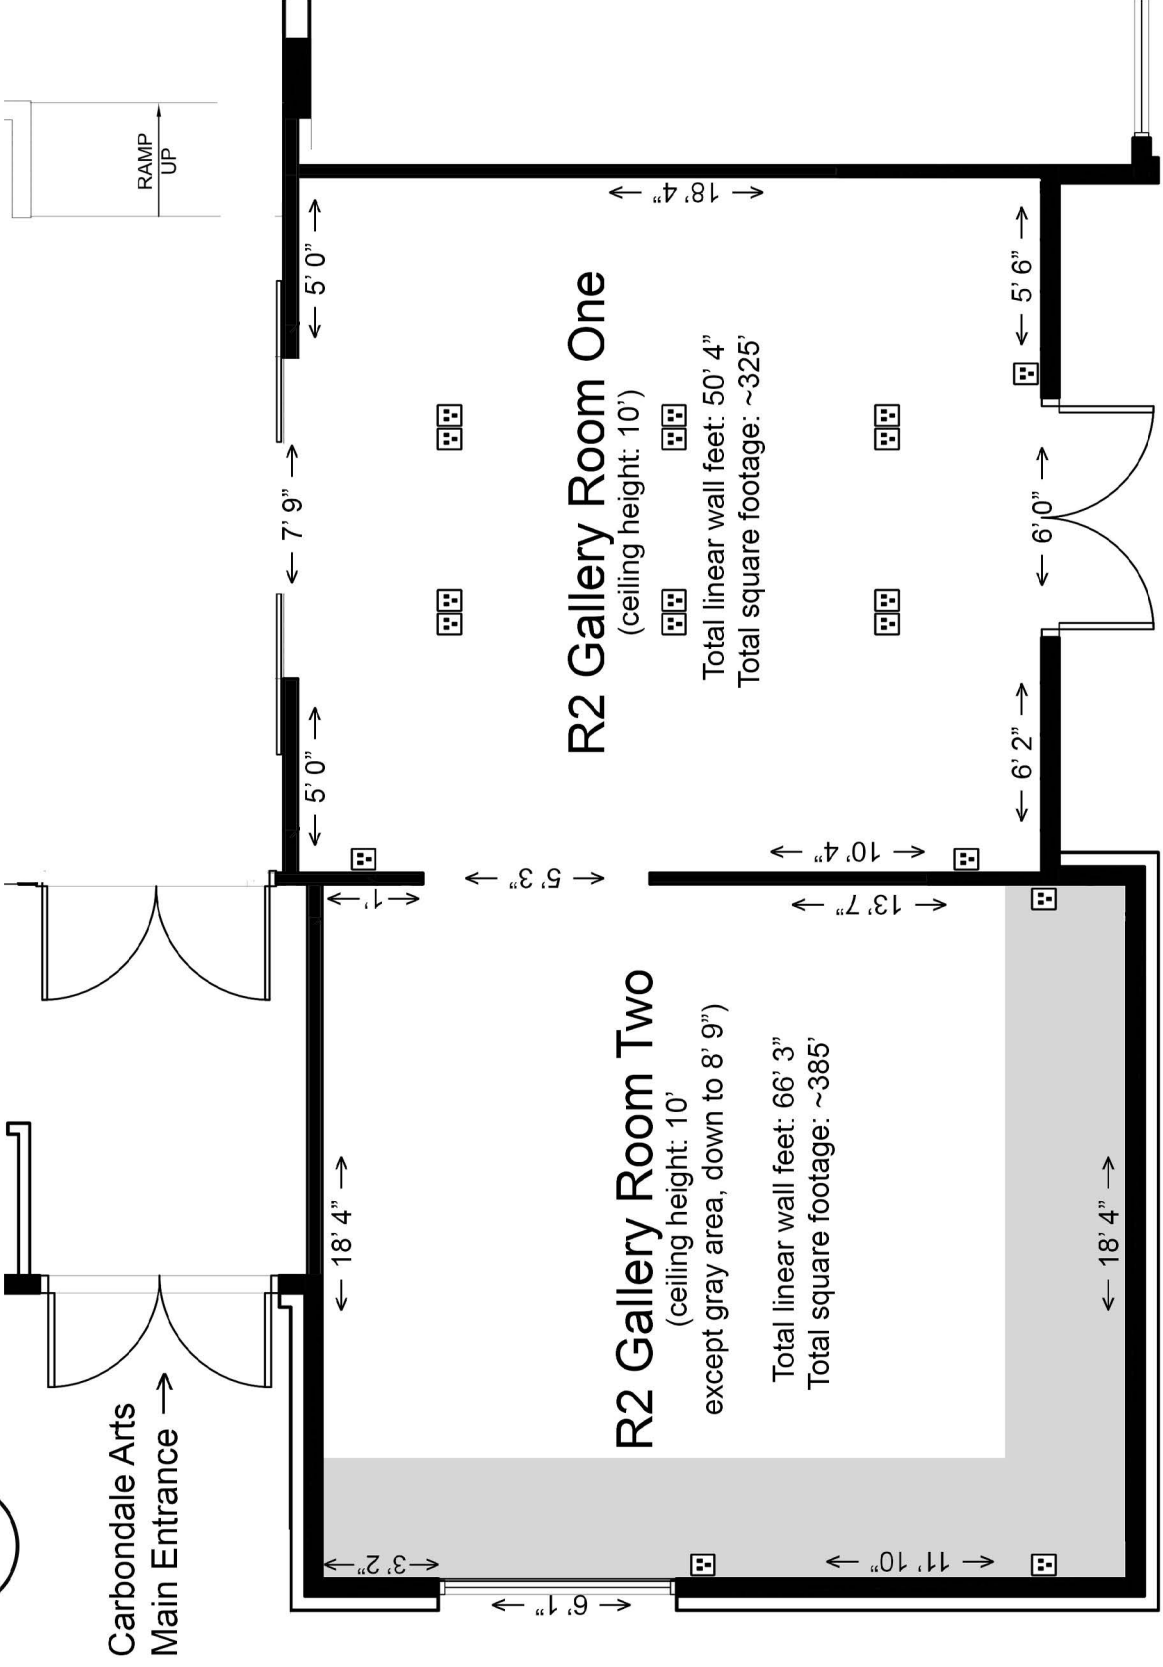 Carbondale Arts
Main Entrance
RAMP
UP
R2 Gallery Room Two
(ceiling height: 10'
except gray area, down to 8' 9”)
Total linear wall feet: 66' 3”
Total square footage: ~385'
18' 4”
18' 4”
3' 2”
6' 1”
11' 10”
1'
5' 3”
13' 7”
10' 4”
R2 Gallery Room One
(ceiling height: 10')
Total linear wall feet: 50' 4”
Total square footage: ~325'
5' 0”
7' 9”
5' 0”
18' 4”
6' 2”
6' 0”
5' 6”